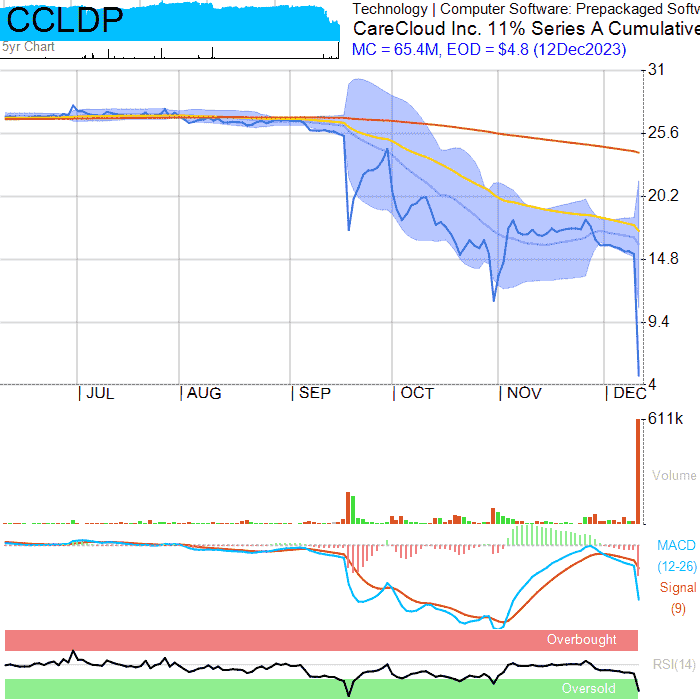 CCLDP
5yr Chart
Technology | Computer Software: Prepackaged Softw
CareCloud Inc. 11% Series A Cumulative
MC = 65.4M, EOD = $4.8 (12Dec2023)
31
25.6
20.2
14.8
9.4
4
| JUL | AUG | SEP | OCT | NOV | DEC
611k
Volume
MACD
(12-26)
Signal
(9)
Overbought
RSI(14)
Oversold